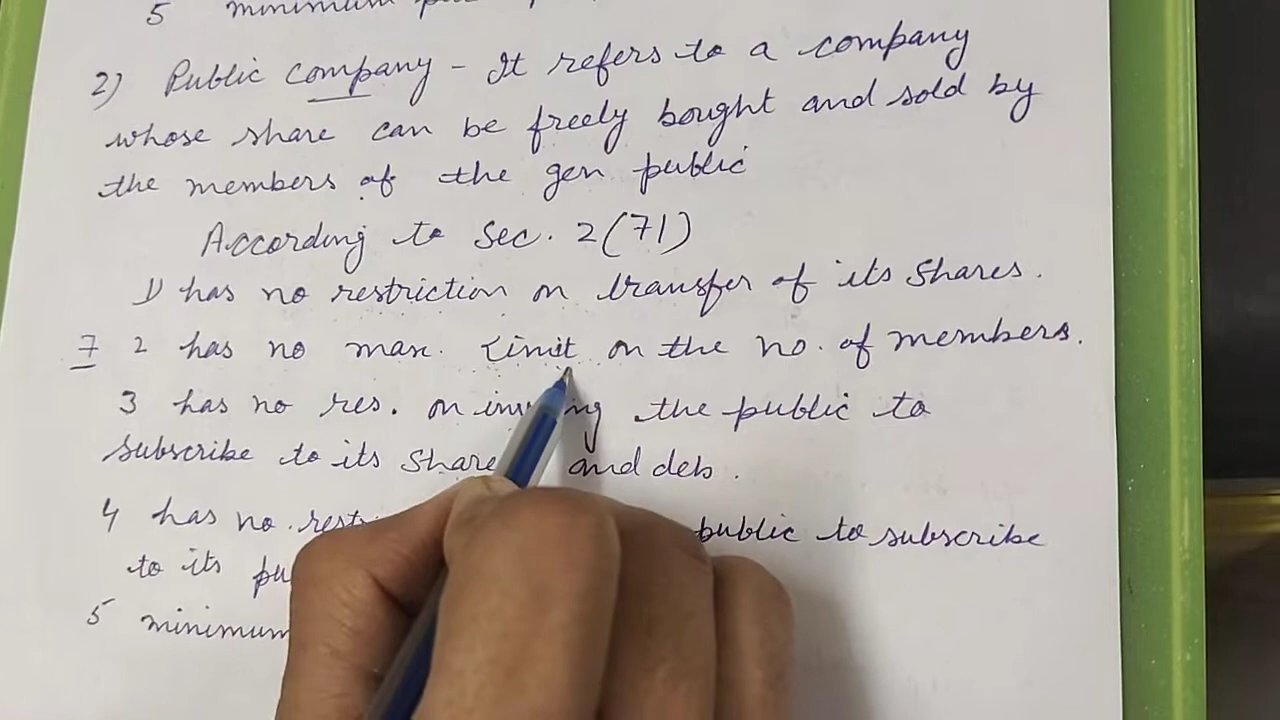 5 minimum
2) Public company - It refers to a company
whose share can be freely bought and sold by
the members of the gen public
According to Sec. 2(71)
1) has no restriction on transfer of its Shares.
7 2 has no max. Limit on the no. of members.
3 has no res. on the public to
subscribe to its Share and deb.
4 has no public to subscribe
to its
5 minimum